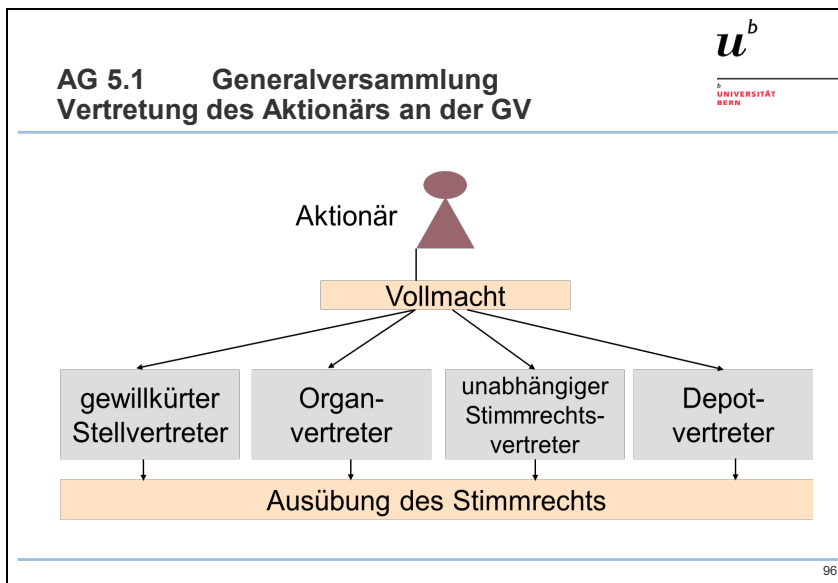 u^b
AG 5.1 Generalversammlung
Vertretung des Aktionärs an der GV
b
UNIVERSITÄT
BERN
Aktionär
Vollmacht
gewillkürter
Stellvertreter
Organ-
vertreter
unabhängiger
Stimmrechts-
vertreter
Depot-
vertreter
Ausübung des Stimmrechts
96